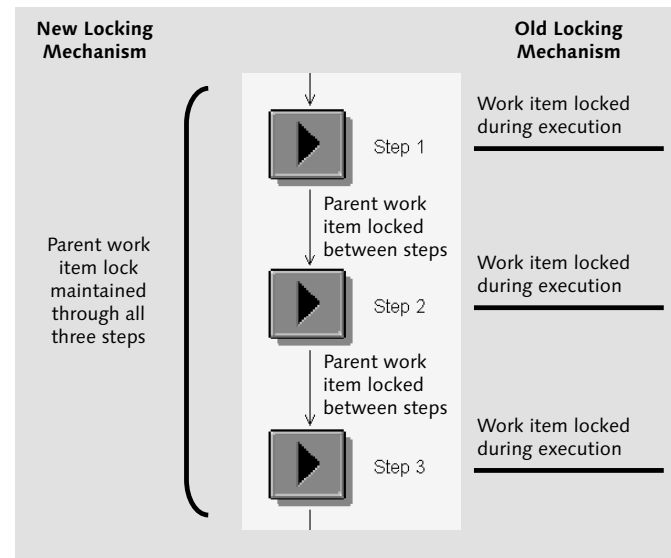 New Locking
Mechanism
Old Locking
Mechanism
Work item locked
during execution
Step 1
Parent work
item locked
between steps
Parent work
item lock
maintained
through all
three steps
Work item locked
during execution
Step 2
Parent work
item locked
between steps
Work item locked
during execution
Step 3